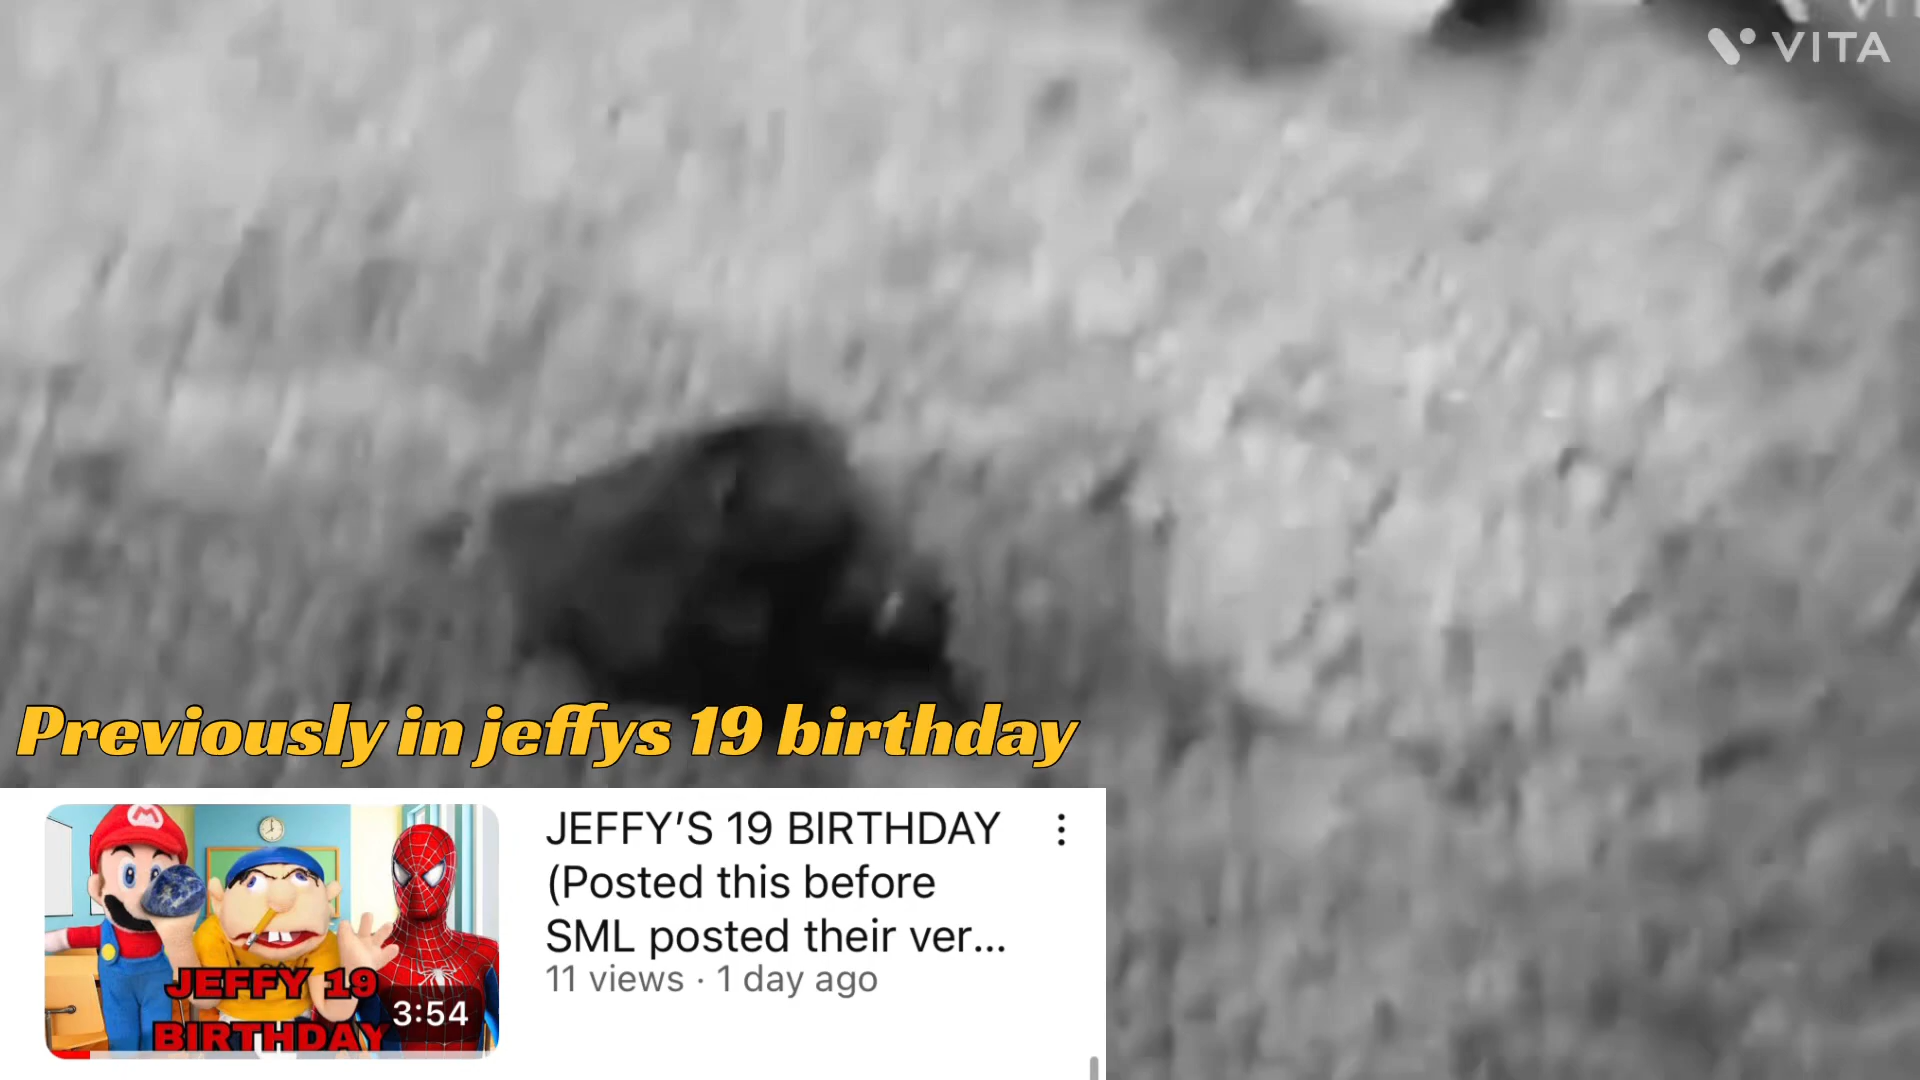 VITA
Previously in jeffys 19 birthday
JEFFY'S 19 BIRTHDAY
(Posted this before
SML posted their ver...
11 views · 1 day ago
JEFFY 19
BIRTHDAY
3:54